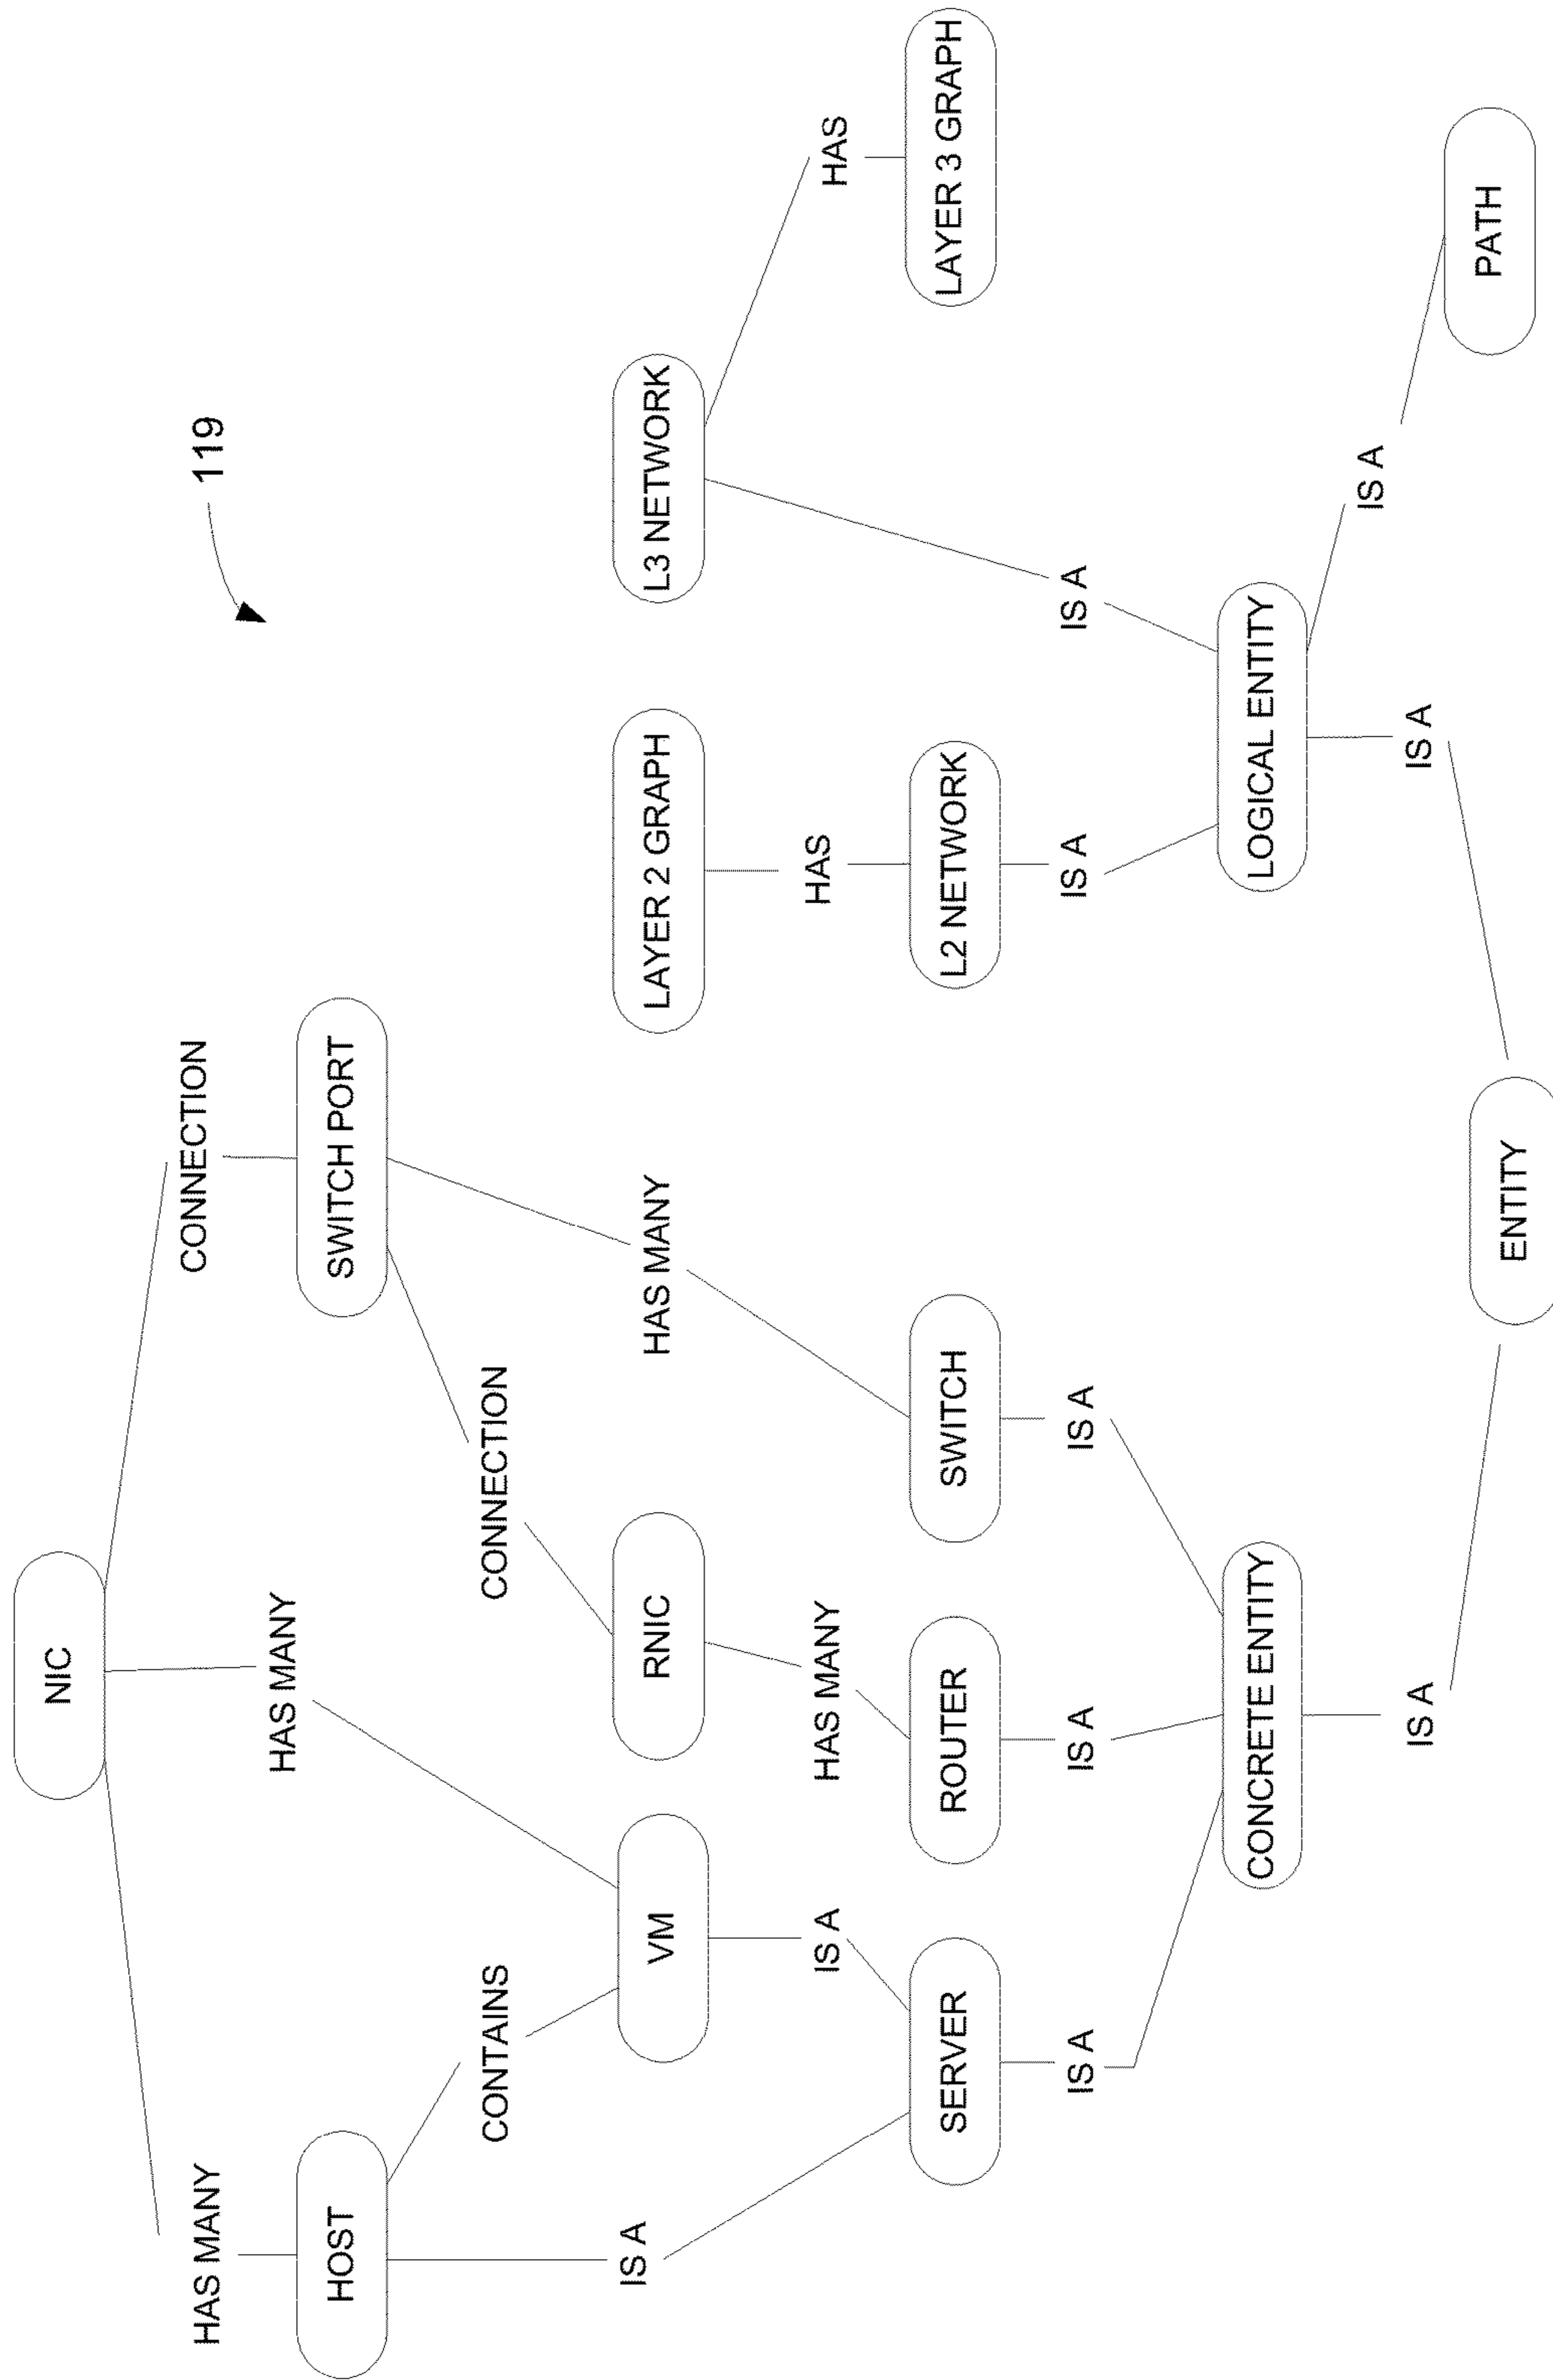 119
NIC
HAS MANY
HAS MANY
CONNECTION
HOST
SWITCH PORT
CONTAINS
CONNECTION
IS A
VM
RNIC
HAS MANY
LAYER 2 GRAPH
L3 NETWORK
IS A
HAS MANY
HAS
HAS
SERVER
ROUTER
SWITCH
L2 NETWORK
LAYER 3 GRAPH
IS A
IS A
IS A
IS A
IS A
CONCRETE ENTITY
LOGICAL ENTITY
IS A
IS A
IS A
ENTITY
PATH